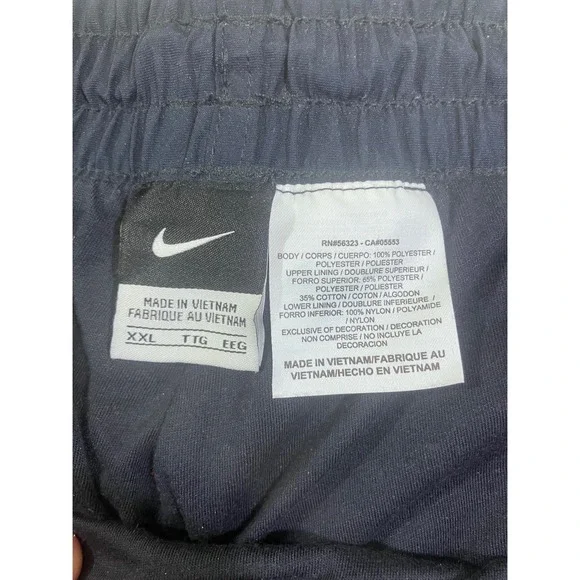 MADE IN VIETNAM
FABRIQUE AU VIETNAM
XXL TTG EEG
RN#56323 - CA#05553
BODY / CORPS / CUERPO: 100% POLYESTER /
POLYESTER / POLIESTER
UPPER LINING / DOUBLURE SUPERIEUR /
FORRO SUPERIOR: 65% POLYESTER /
POLYESTER / POLIESTER
35% COTTON / COTON / ALGODON
LOWER LINING / DOUBLURE INFERIEURE /
FORRO INFERIOR: 100% NYLON / POLYAMIDE
/ NYLON
EXCLUSIVE OF DECORATION / DECORATION
NON COMPRISE / NO INCLUYE LA
DECORACION
MADE IN VIETNAM/FABRIQUE AU
VIETNAM/HECHO EN VIETNAM